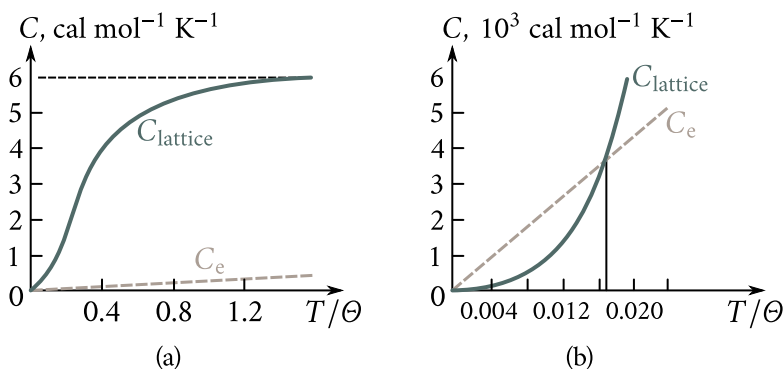 C, cal mol⁻¹ K⁻¹
6
5
4
3
2
1
0
C_lattice
C_e
0.4 0.8 1.2 T/Θ
(a)
C, 10³ cal mol⁻¹ K⁻¹
6
5
4
3
2
1
0
C_lattice
C_e
0.004 0.012 0.020 T/Θ
(b)